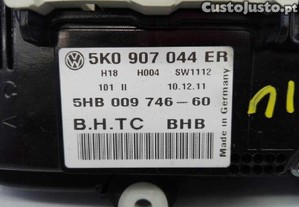 CustoJusto.pt
5K0 907 044 ER
H18 H004 SW1112
101 II 10.12.11
5HB 009 746-60
B.H.TC BHB
Made in Germany